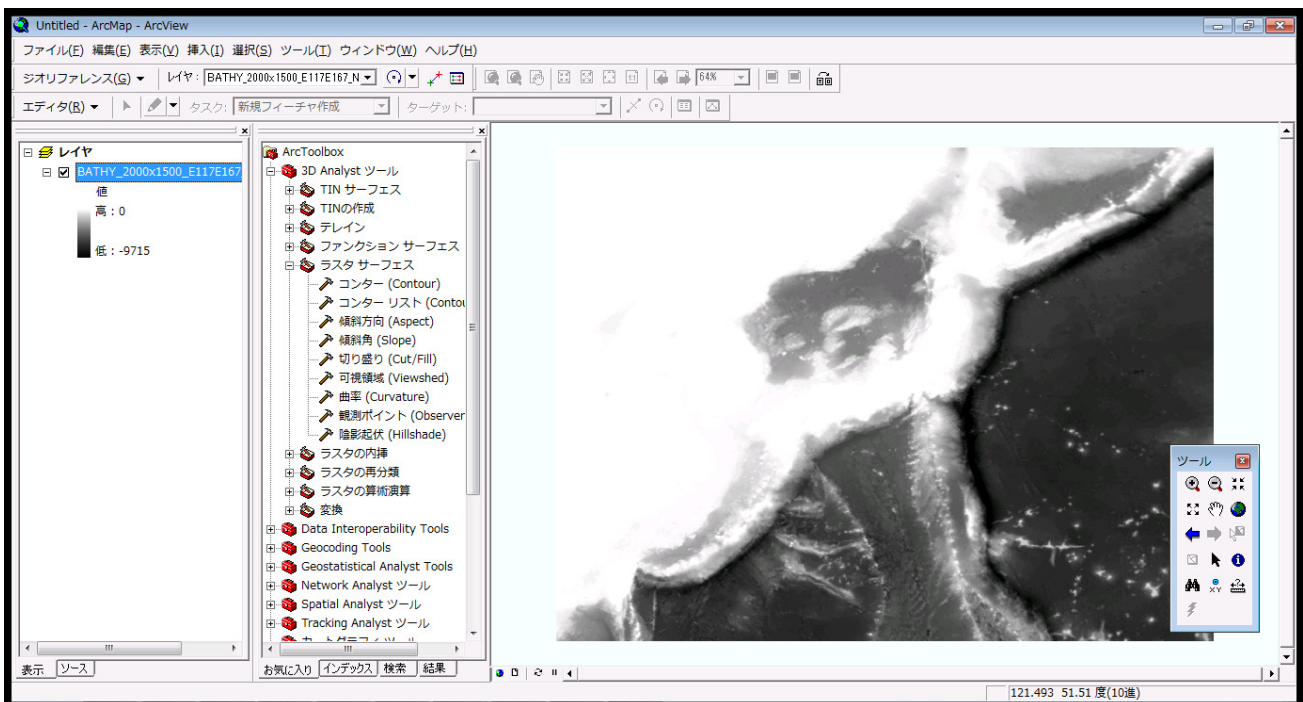 Untitled - ArcMap - ArcView
ファイル(F) 編集(E) 表示(V) 挿入(I) 選択(S) ツール(T) ウィンドウ(W) ヘルプ(H)
ジオリファレンス(G) レイヤ: BATHY_2000x1500_E117E167_N 64%
エディタ(R) タスク: 新規フィーチャ作成 ターゲット:
レイヤ
BATHY_2000x1500_E117E167
値
高 : 0
低 : -9715
ArcToolbox
3D Analyst ツール
TIN サーフェス
TINの作成
テレイン
ファンクション サーフェス
ラスタ サーフェス
コンター (Contour)
コンター リスト (Contou
傾斜方向 (Aspect)
傾斜角 (Slope)
切り盛り (Cut/Fill)
可視領域 (Viewshed)
曲率 (Curvature)
観測ポイント (Observer
陰影起伏 (Hillshade)
ラスタの内挿
ラスタの再分類
ラスタの算術演算
変換
Data Interoperability Tools
Geocoding Tools
Geostatistical Analyst Tools
Network Analyst ツール
Spatial Analyst ツール
Tracking Analyst ツール
表示 ソース
お気に入り インデックス 検索 結果
ツール
XY
121.493 51.51 度(10進)